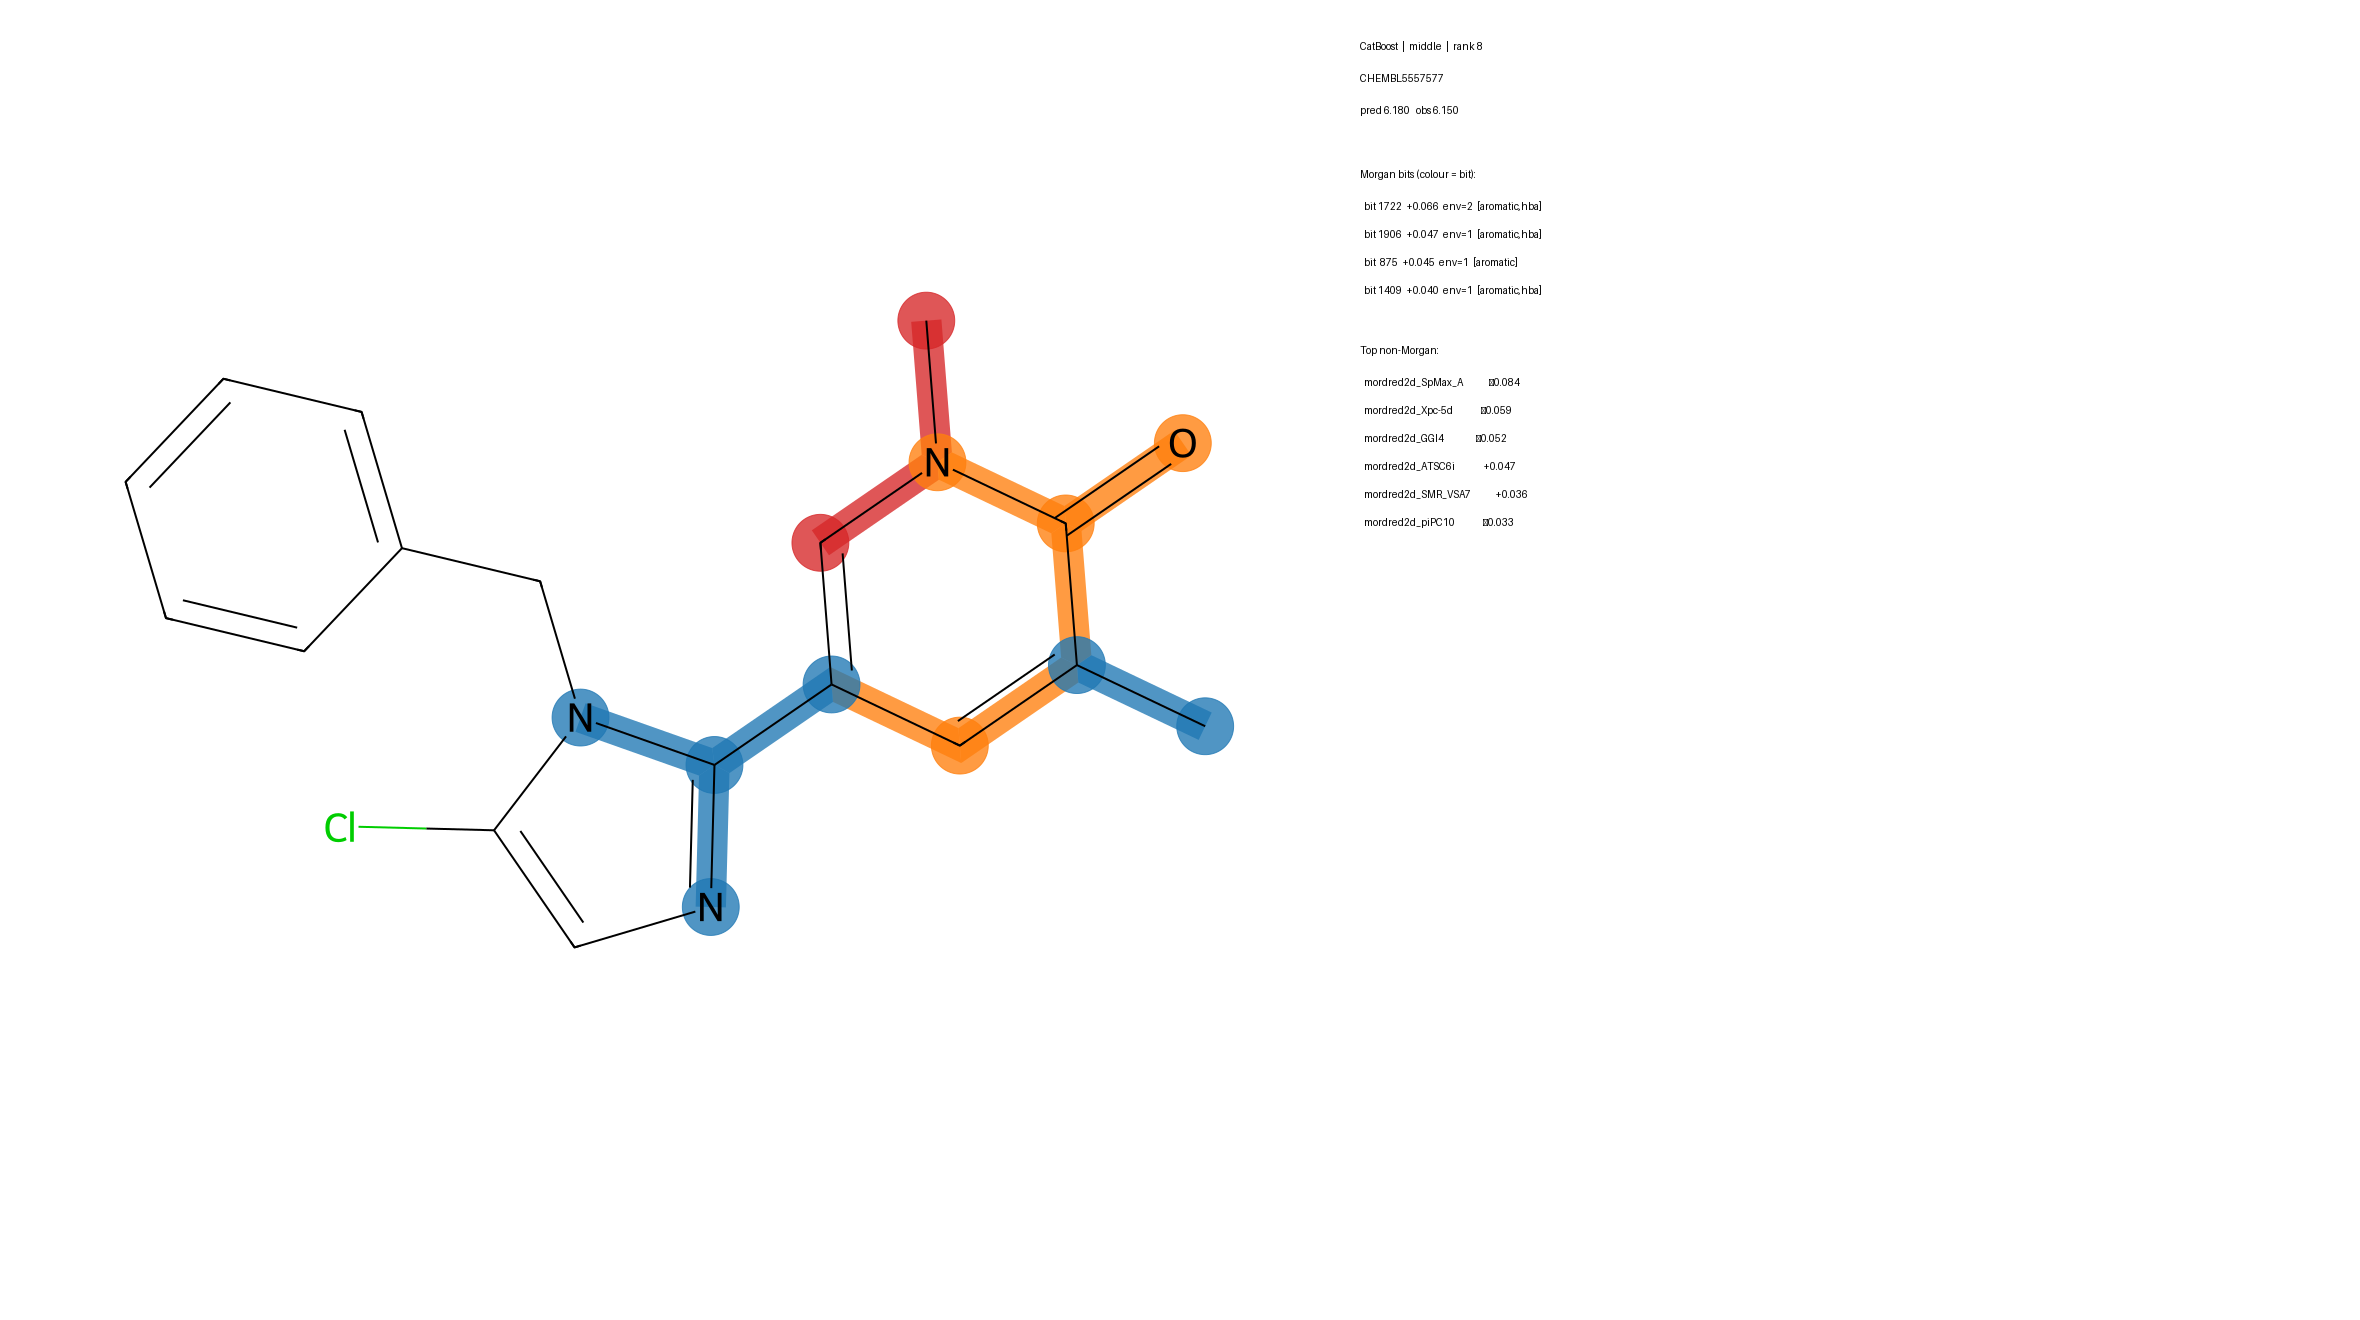 CatBoost | middle | rank 8
CHEMBL5557577
pred 6.180 obs 6.150
Morgan bits (colour = bit):
bit 1722 +0.066 env=2 [aromatic,hba]
bit 1906 +0.047 env=1 [aromatic,hba]
bit 875 +0.045 env=1 [aromatic]
bit 1409 +0.040 env=1 [aromatic,hba]
Top non-Morgan:
mordred2d_SpMax_A ▯0.084
mordred2d_Xpc-5d ▯0.059
mordred2d_GGI4 ▯0.052
mordred2d_ATSC6i +0.047
mordred2d_SMR_VSA7 +0.036
mordred2d_piPC10 ▯0.033
O
N
N
Cl
N